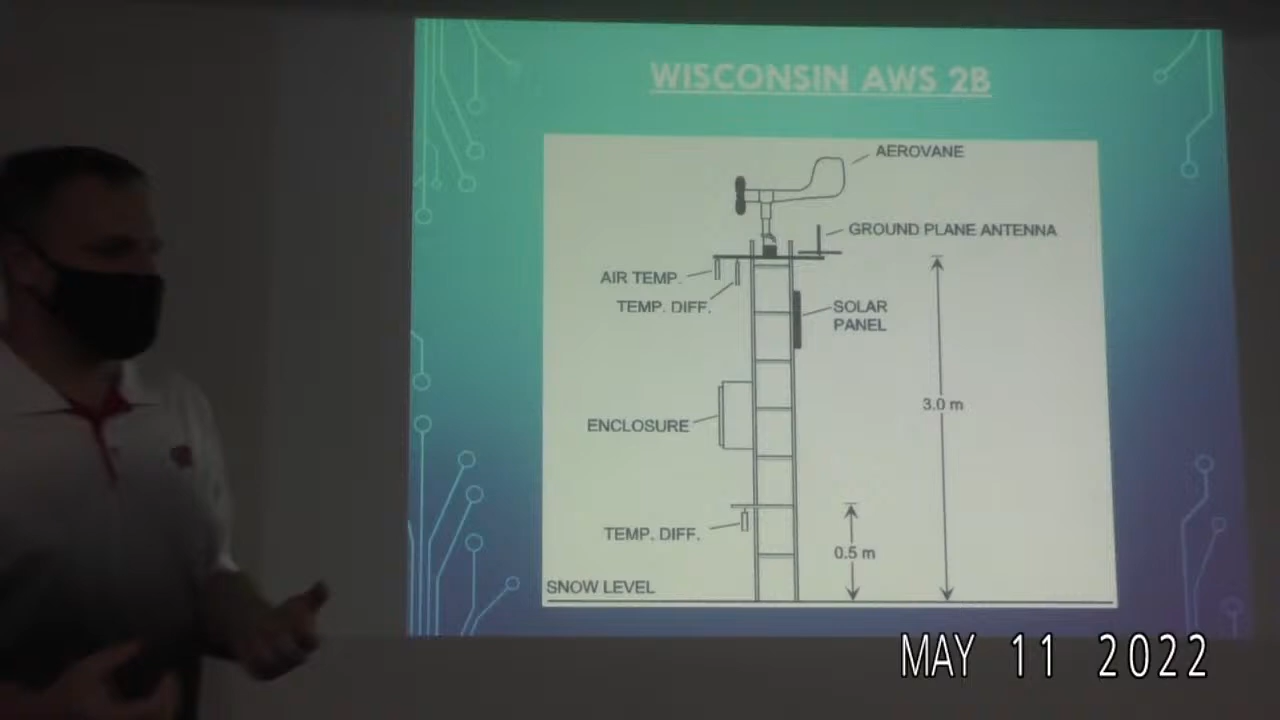 WISCONSIN AWS 2B
AEROVANE
GROUND PLANE ANTENNA
AIR TEMP.
TEMP. DIFF.
SOLAR
PANEL
3.0 m
ENCLOSURE
TEMP. DIFF.
0.5 m
SNOW LEVEL
MAY 11 2022